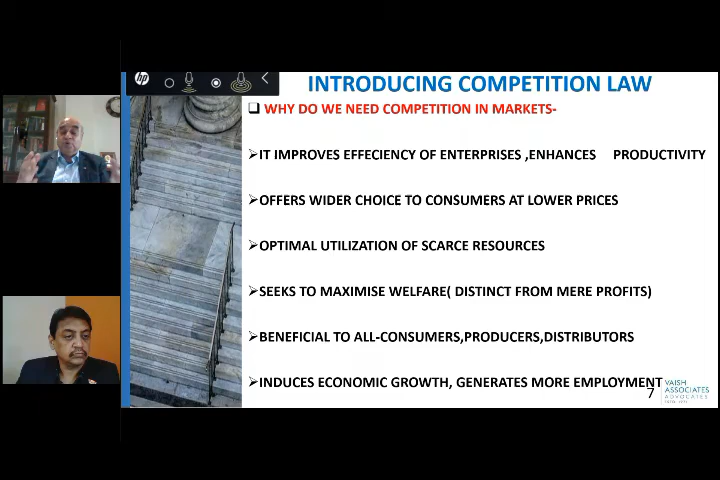 hp
INTRODUCING COMPETITION LAW
WHY DO WE NEED COMPETITION IN MARKETS-
IT IMPROVES EFFECIENCY OF ENTERPRISES ,ENHANCES PRODUCTIVITY
OFFERS WIDER CHOICE TO CONSUMERS AT LOWER PRICES
OPTIMAL UTILIZATION OF SCARCE RESOURCES
SEEKS TO MAXIMISE WELFARE( DISTINCT FROM MERE PROFITS)
BENEFICIAL TO ALL-CONSUMERS,PRODUCERS,DISTRIBUTORS
INDUCES ECONOMIC GROWTH, GENERATES MORE EMPLOYMENT
7
VAISH
ASSOCIATES
ADVOCATES